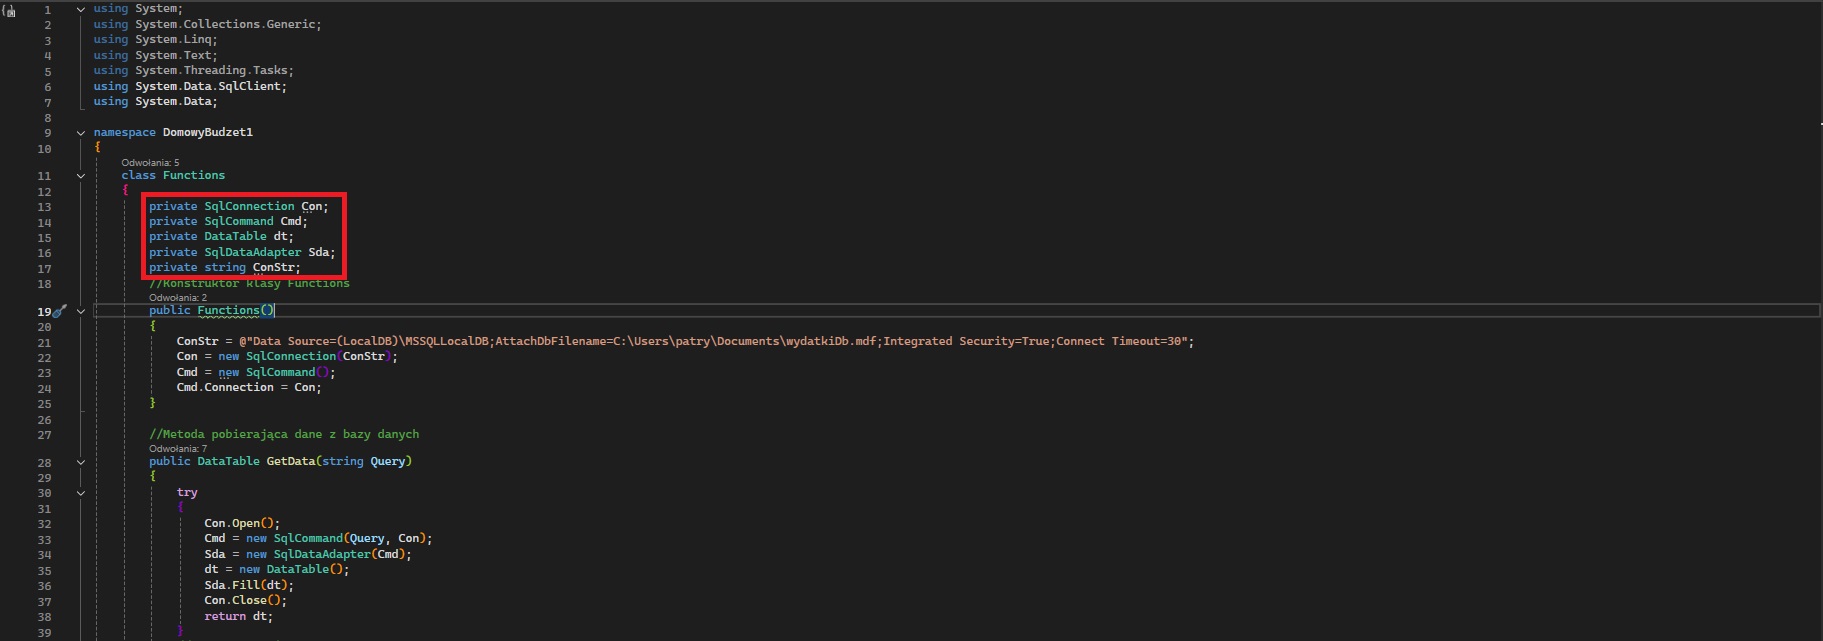 1 using System;
2 using System.Collections.Generic;
3 using System.Linq;
4 using System.Text;
5 using System.Threading.Tasks;
6 using System.Data.SqlClient;
7 using System.Data;
8
9 namespace DomowyBudzet1
10 {
Odwołania: 5
11 class Functions
12 {
13 private SqlConnection Con;
14 private SqlCommand Cmd;
15 private DataTable dt;
16 private SqlDataAdapter Sda;
17 private string ConStr;
18 //Konstruktor klasy Functions
Odwołania: 2
19 public Functions()
20 {
21 ConStr = @"Data Source=(LocalDB)\MSSQLLocalDB;AttachDbFilename=C:\Users\patry\Documents\wydatkiDb.mdf;Integrated Security=True;Connect Timeout=30";
22 Con = new SqlConnection(ConStr);
23 Cmd = new SqlCommand();
24 Cmd.Connection = Con;
25 }
26
27 //Metoda pobierająca dane z bazy danych
Odwołania: 7
28 public DataTable GetData(string Query)
29 {
30 try
31 {
32 Con.Open();
33 Cmd = new SqlCommand(Query, Con);
34 Sda = new SqlDataAdapter(Cmd);
35 dt = new DataTable();
36 Sda.Fill(dt);
37 Con.Close();
38 return dt;
39 }